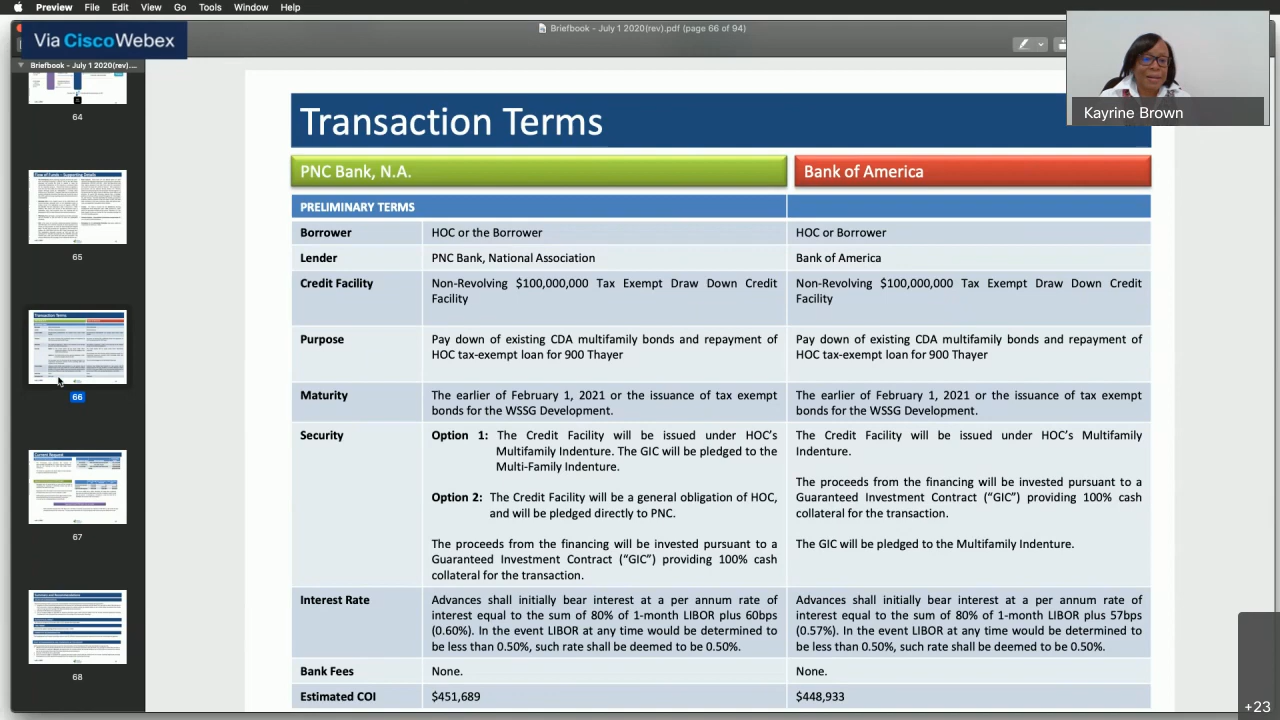 Preview File Edit View Go Tools Window Help
Via Cisco Webex
Briefbook - July 1 2020(rev).pdf (page 66 of 94)
Briefbook - July 1 2020(rev)....
64
Flow of Funds – Supporting Details
65
Transaction Terms
66
Current Request
67
Summary and Recommendations
68
Kayrine Brown
Transaction Terms
PNC Bank, N.A. Bank of America
PRELIMINARY TERMS
Borrower HOC or the Borrower HOC or Borrower
Lender PNC Bank, National Association Bank of America
Credit Facility Non-Revolving $100,000,000 Tax Exempt Draw Down Credit Non-Revolving $100,000,000 Tax Exempt Draw Down Credit
Facility Facility
Purpose Pay down of existing CDA multifamily bonds and repayment of Pay down of existing CDA multifamily bonds and repayment of
HOC tax-exempt loan for 900 Thayer HOC tax-exempt loan for 900 Thayer
Maturity The earlier of February 1, 2021 or the issuance of tax exempt The earlier of February 1, 2021 or the issuance of tax exempt
bonds for the WSSG Development. bonds for the WSSG Development.
Security Option 1: The Credit Facility will be issued under HOC's The Credit Facility will be issued under HOC's Multifamily
Multifamily Indenture. The GIC will be pledged to the Indenture.
Multi-Family Indenture.
The proceeds from the financing will be invested pursuant to a
Option 2: The Credit Facility will be a general obligation of HOC, Guaranteed Investment Contract ("GIC") providing 100% cash
and will be pledged directly to PNC. collateral for the transaction.
The proceeds from the financing will be invested pursuant to a The GIC will be pledged to the Multifamily Indenture.
Guaranteed Investment Contract ("GIC") providing 100% cash
collateral for the transaction.
Interest Rate Advances shall initially bear interest at a per annum rate of Advances shall initially bear interest at a per annum rate of
interest equal to the sum of 80% of 1-month LIBOR plus 60bps interest equal to the sum of 80% of 1-month LIBOR plus 57bps
(0.60%). In the event LIBOR at any time would be determined to (0.57%). In the event LIBOR at any time would be determined to
be less than 0.50%, such rate shall be deemed to be 0.50%. be less than 0.50%, such rate shall be deemed to be 0.50%.
Bank Fees None. None.
Estimated COI $451,689 $448,933
+23